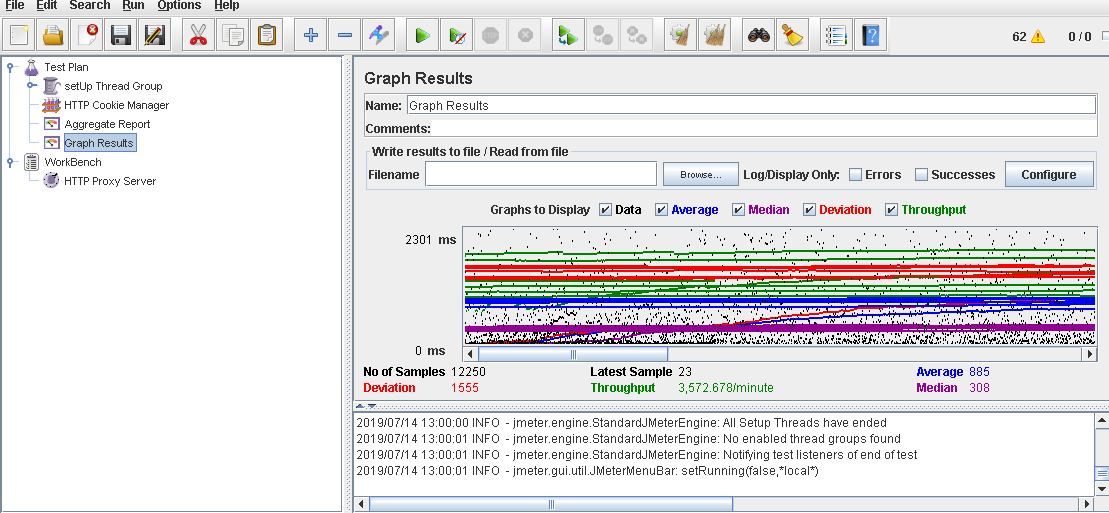 File Edit Search Run Options Help
62 0 / 0
Test Plan
setUp Thread Group
HTTP Cookie Manager
Aggregate Report
Graph Results
WorkBench
HTTP Proxy Server
Graph Results
Name: Graph Results
Comments:
Write results to file / Read from file
Filename Browse... Log/Display Only: Errors Successes Configure
Graphs to Display Data Average Median Deviation Throughput
2301 ms
0 ms
No of Samples 12250 Latest Sample 23 Average 885
Deviation 1555 Throughput 3,572.678/minute Median 308
2019/07/14 13:00:00 INFO - jmeter.engine.StandardJMeterEngine: All Setup Threads have ended
2019/07/14 13:00:01 INFO - jmeter.engine.StandardJMeterEngine: No enabled thread groups found
2019/07/14 13:00:01 INFO - jmeter.engine.StandardJMeterEngine: Notifying test listeners of end of test
2019/07/14 13:00:01 INFO - jmeter.gui.util.JMeterMenuBar: setRunning(false,*local*)